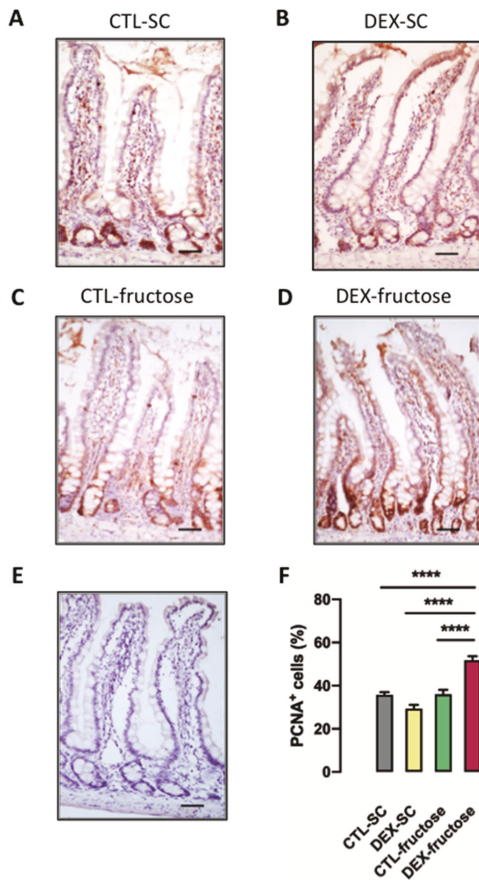 A CTL-SC
B DEX-SC
C CTL-fructose
D DEX-fructose
E
F
****
****
****
PCNA⁺ cells (%)
80
60
40
20
0
CTL-SC
DEX-SC
CTL-fructose
DEX-fructose